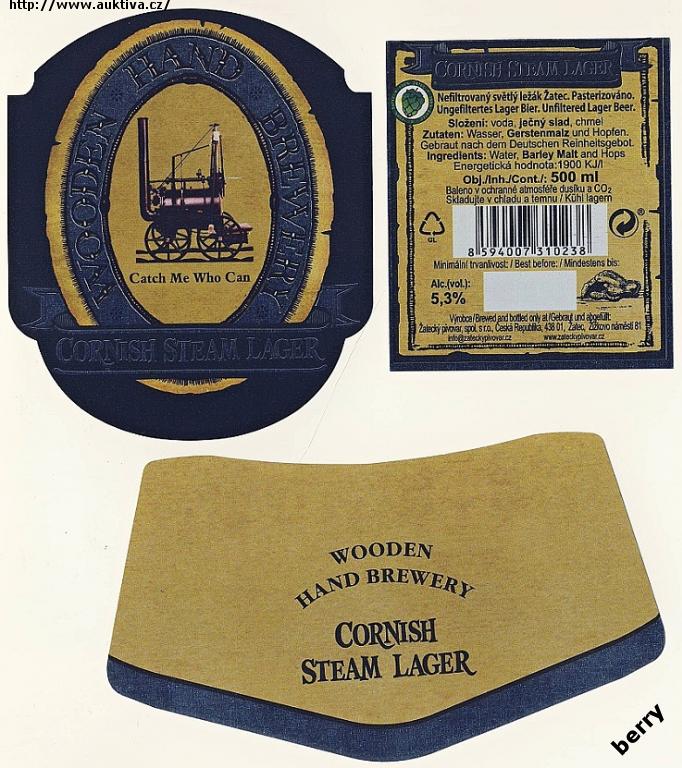 http://www.auktiva.cz/
WOODEN HAND BREWERY
Catch Me Who Can
CORNISH STEAM LAGER
CORNISH STEAM LAGER
Nefiltrovaný světlý ležák Žatec. Pasterizováno.
Ungefiltertes Lager Bier. Unfiltered Lager Beer.
Složení: voda, ječný slad, chmel
Zutaten: Wasser, Gerstenmalz und Hopfen.
Gebraut nach dem Deutschen Reinheitsgebot.
Ingredients: Water, Barley Malt and Hops
Energetická hodnota:1900 KJ/l
Obj./Inh./Cont.: 500 ml
Baleno v ochranné atmosféře dusíku a CO₂
Skladujte v chladu a temnu / Kühl lagern
GL
8 594007 310238
Minimální trvanlivost: / Best before: / Mindestens bis:
Alc.(vol.):
5,3%
Výrobce/Brewed and bottled only at/Gebraut und abgefüllt:
Žatecký pivovar, spol. s r.o., Česká Republika, 438 01, Žatec, Žižkovo náměstí 81
info@zateckypivovar.cz www.zateckypivovar.cz
WOODEN
HAND BREWERY
CORNISH
STEAM LAGER
berry